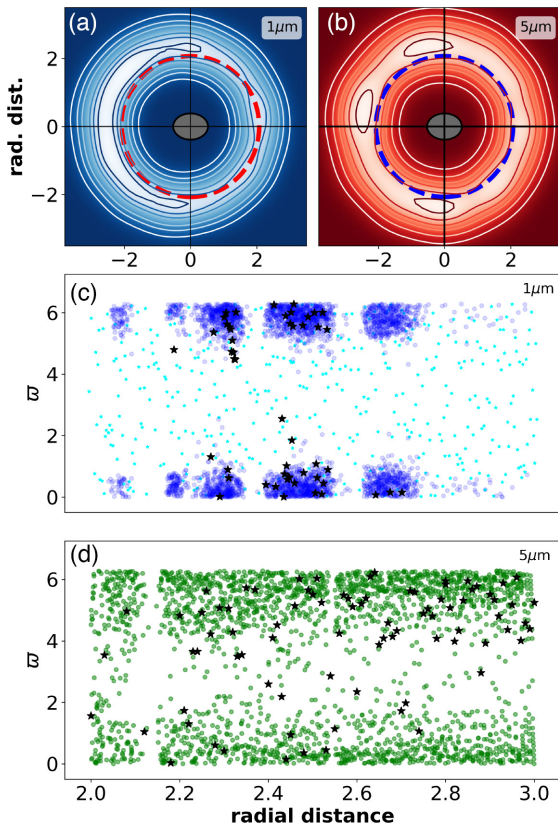 (a) 1μm (b) 5μm
rad. dist.
2
0
−2
−2 0 2 −2 0 2
(c) 1μm
6
4
ϖ
2
0
(d) 5μm
6
4
ϖ
2
0
2.0 2.2 2.4 2.6 2.8 3.0
radial distance